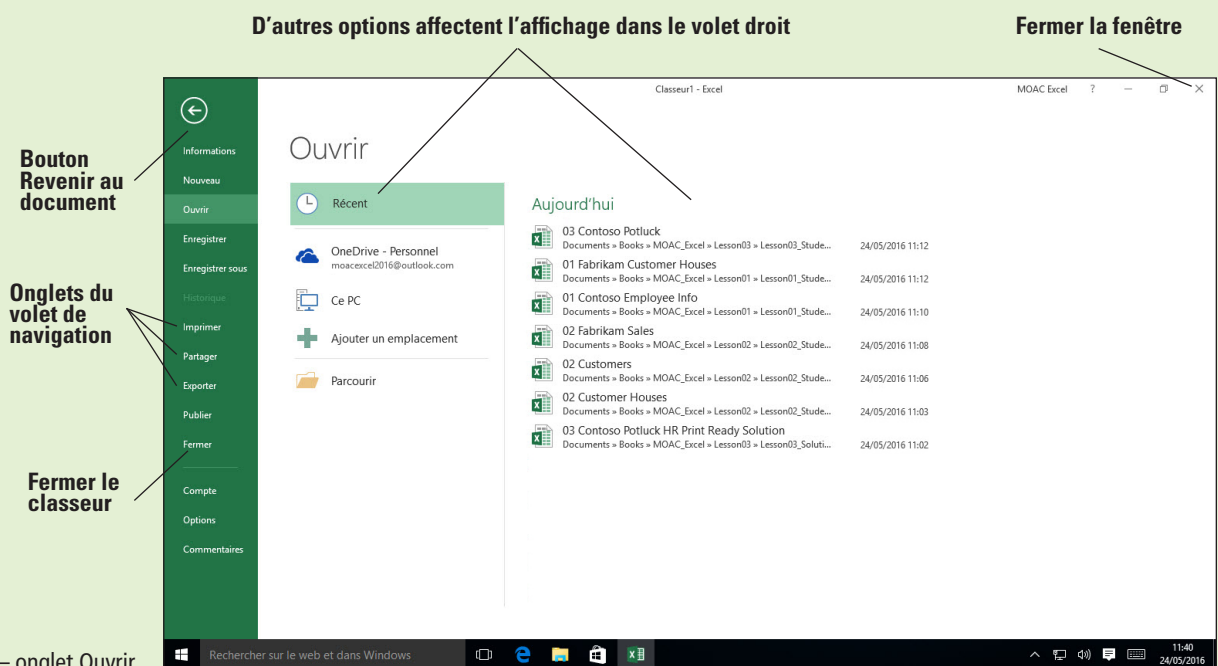 D'autres options affectent l'affichage dans le volet droit
Fermer la fenêtre
Classeur1 - Excel
MOAC Excel
?
Bouton
Revenir au
document
Onglets du
volet de
navigation
Fermer le
classeur
Informations
Nouveau
Ouvrir
Enregistrer
Enregistrer sous
Historique
Imprimer
Partager
Exporter
Publier
Fermer
Compte
Options
Commentaires
Ouvrir
Récent
OneDrive - Personnel
moacexcel2016@outlook.com
Ce PC
Ajouter un emplacement
Parcourir
Aujourd'hui
03 Contoso Potluck
Documents » Books » MOAC_Excel » Lesson03 » Lesson03_Stude... 24/05/2016 11:12
01 Fabrikam Customer Houses
Documents » Books » MOAC_Excel » Lesson01 » Lesson01_Stude... 24/05/2016 11:12
01 Contoso Employee Info
Documents » Books » MOAC_Excel » Lesson01 » Lesson01_Stude... 24/05/2016 11:10
02 Fabrikam Sales
Documents » Books » MOAC_Excel » Lesson02 » Lesson02_Stude... 24/05/2016 11:08
02 Customers
Documents » Books » MOAC_Excel » Lesson02 » Lesson02_Stude... 24/05/2016 11:06
02 Customer Houses
Documents » Books » MOAC_Excel » Lesson02 » Lesson02_Stude... 24/05/2016 11:03
03 Contoso Potluck HR Print Ready Solution
Documents » Books » MOAC_Excel » Lesson03 » Lesson03_Soluti... 24/05/2016 11:02
– onglet Ouvrir
Rechercher sur le web et dans Windows
11:40
24/05/2016